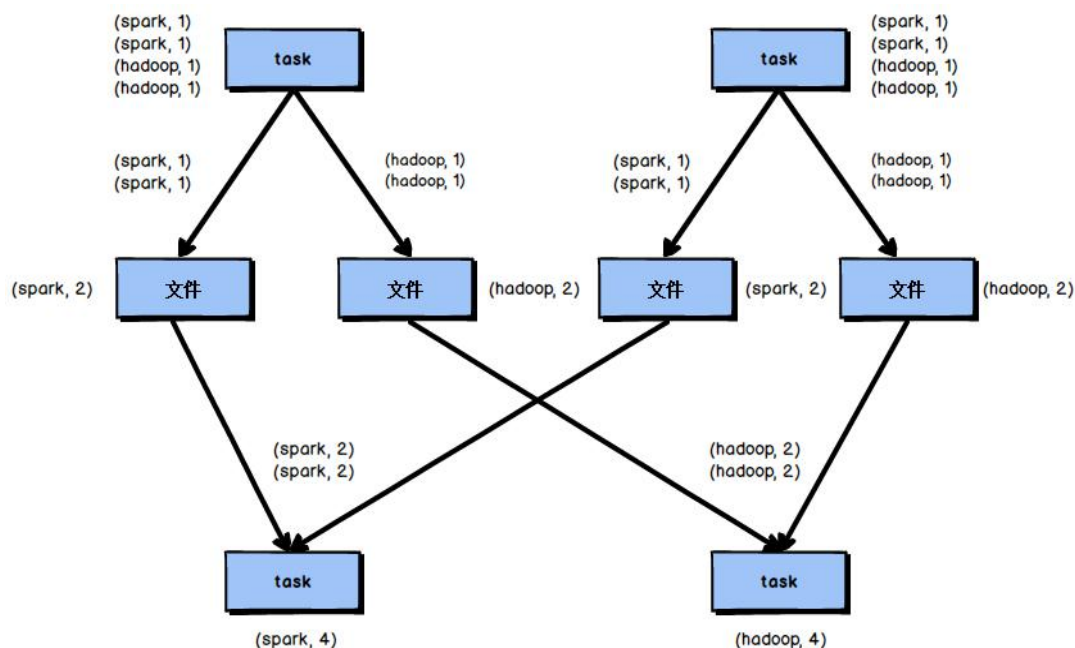 (spark, 1)
(spark, 1)
(hadoop, 1)
(hadoop, 1)
task
task
(spark, 1)
(spark, 1)
(hadoop, 1)
(hadoop, 1)
(spark, 1)
(spark, 1)
(hadoop, 1)
(hadoop, 1)
(spark, 1)
(spark, 1)
(hadoop, 1)
(hadoop, 1)
(spark, 2)
文件
文件
(hadoop, 2)
文件
(spark, 2)
文件
(hadoop, 2)
(spark, 2)
(spark, 2)
(hadoop, 2)
(hadoop, 2)
task
task
(spark, 4)
(hadoop, 4)